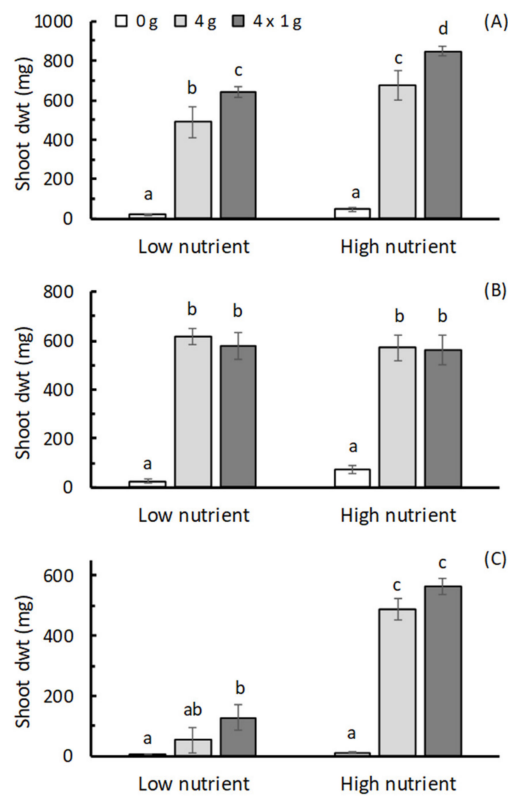 1000 0 g 4 g 4 x 1 g (A)
d
c
800
c
b
600
Shoot dwt (mg)
400
200
a a
0
Low nutrient High nutrient
800 (B)
b b b b
600
Shoot dwt (mg)
400
200
a a
0
Low nutrient High nutrient
(C)
c
c
600
Shoot dwt (mg)
400
200
b
ab
a a
0
Low nutrient High nutrient